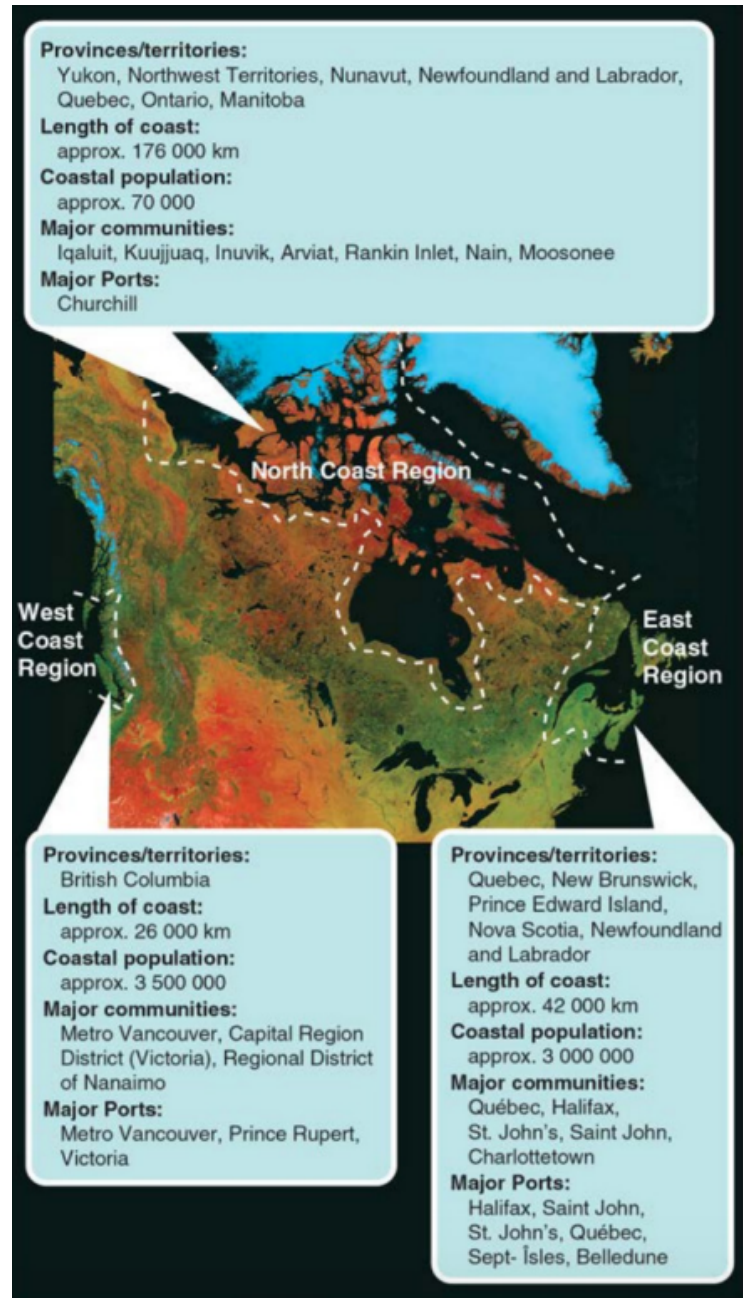 Provinces/territories:
Yukon, Northwest Territories, Nunavut, Newfoundland and Labrador,
Quebec, Ontario, Manitoba
Length of coast:
approx. 176 000 km
Coastal population:
approx. 70 000
Major communities:
Iqaluit, Kuujjuaq, Inuvik, Arviat, Rankin Inlet, Nain, Moosonee
Major Ports:
Churchill
North Coast Region
West
Coast
Region
East
Coast
Region
Provinces/territories:
British Columbia
Length of coast:
approx. 26 000 km
Coastal population:
approx. 3 500 000
Major communities:
Metro Vancouver, Capital Region
District (Victoria), Regional District
of Nanaimo
Major Ports:
Metro Vancouver, Prince Rupert,
Victoria
Provinces/territories:
Quebec, New Brunswick,
Prince Edward Island,
Nova Scotia, Newfoundland
and Labrador
Length of coast:
approx. 42 000 km
Coastal population:
approx. 3 000 000
Major communities:
Québec, Halifax,
St. John's, Saint John,
Charlottetown
Major Ports:
Halifax, Saint John,
St. John's, Québec,
Sept- Îsles, Belledune